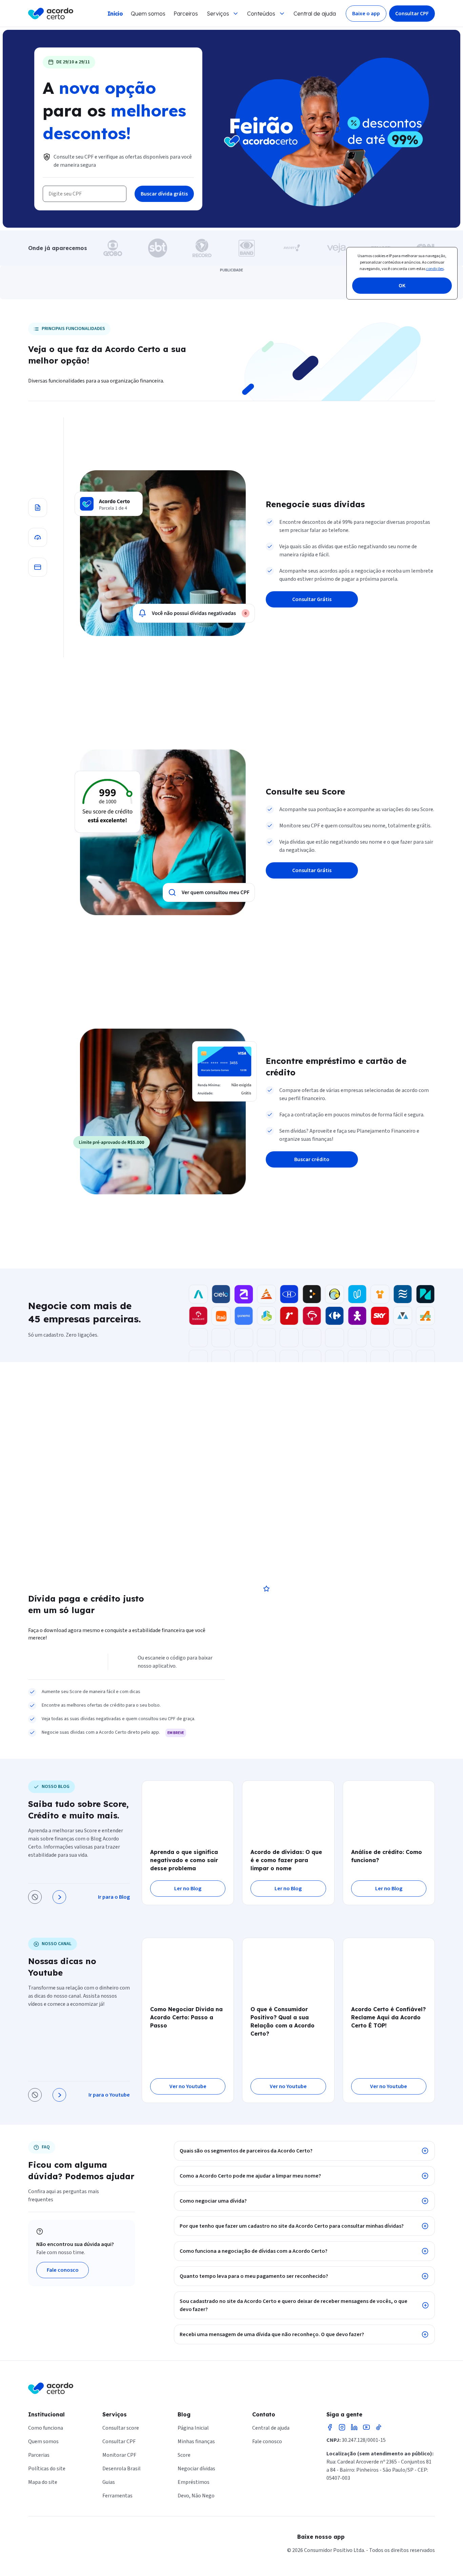 acordo
certo
Início
Quem somos
Parceiros
Serviços
Conteúdos
Central de ajuda
Baixe o app
Consultar CPF
DE 29/10 a 29/11
A nova opção
para os melhores
descontos!
Consulte seu CPF e verifique as ofertas disponíveis para você
de maneira segura
Digite seu CPF
Buscar dívida grátis
Feirão
acordocerto
% descontos
de até 99%
Onde já aparecemos
GLOBO
sbt
RECORD
BAND
veja
PUBLICIDADE
Usamos cookies e IP para melhorar sua navegação,
personalizar conteúdos e anúncios. Ao continuar
navegando, você concorda com estas condições
OK
PRINCIPAIS FUNCIONALIDADES
Veja o que faz da Acordo Certo a sua
melhor opção!
Diversas funcionalidades para a sua organização financeira.
Acordo Certo
Parcela 1 de 4
Você não possui dívidas negativadas
Renegocie suas dívidas
Encontre descontos de até 99% para negociar diversas propostas
sem precisar falar ao telefone.
Veja quais são as dívidas que estão negativando seu nome de
maneira rápida e fácil.
Acompanhe seus acordos após a negociação e receba um lembrete
quando estiver próximo de pagar a próxima parcela.
Consultar Grátis
999
de 1000
Seu score de crédito
está excelente!
Ver quem consultou meu CPF
Consulte seu Score
Acompanhe sua pontuação e acompanhe as variações do seu Score.
Monitore seu CPF e quem consultou seu nome, totalmente grátis.
Veja dívidas que estão negativando seu nome e o que fazer para sair
da negativação.
Consultar Grátis
VISA
Renda Mínima:
Não exigida
Anuidade:
Grátis
Limite pré-aprovado de R$5.000
Encontre empréstimo e cartão de
crédito
Compare ofertas de várias empresas selecionadas de acordo com
seu perfil financeiro.
Faça a contratação em poucos minutos de forma fácil e segura.
Sem dívidas? Aproveite e faça seu Planejamento Financeiro e
organize suas finanças!
Buscar crédito
Negocie com mais de
45 empresas parceiras.
Só um cadastro. Zero ligações.
cielo
Itaú
SKY
Dívida paga e crédito justo
em um só lugar
Faça o download agora mesmo e conquiste a estabilidade financeira que você
merece!
Ou escaneie o código para baixar
nosso aplicativo.
Aumente seu Score de maneira fácil e com dicas
Encontre as melhores ofertas de crédito para o seu bolso.
Veja todas as suas dívidas negativadas e quem consultou seu CPF de graça.
Negocie suas dívidas com a Acordo Certo direto pelo app.
EM BREVE
NOSSO BLOG
Saiba tudo sobre Score,
Crédito e muito mais.
Aprenda a melhorar seu Score e entender
mais sobre finanças com o Blog Acordo
Certo. Informações valiosas para trazer
estabilidade para sua vida.
Ir para o Blog
Aprenda o que significa
negativado e como sair
desse problema
Ler no Blog
Acordo de dívidas: O que
é e como fazer para
limpar o nome
Ler no Blog
Análise de crédito: Como
funciona?
Ler no Blog
NOSSO CANAL
Nossas dicas no
Youtube
Transforme sua relação com o dinheiro com
as dicas do nosso canal. Assista nossos
vídeos e comece a economizar já!
Ir para o Youtube
Como Negociar Dívida na
Acordo Certo: Passo a
Passo
Ver no Youtube
O que é Consumidor
Positivo? Qual a sua
Relação com a Acordo
Certo?
Ver no Youtube
Acordo Certo é Confiável?
Reclame Aqui da Acordo
Certo É TOP!
Ver no Youtube
FAQ
Ficou com alguma
dúvida? Podemos ajudar
Confira aqui as perguntas mais
frequentes
Não encontrou sua dúvida aqui?
Fale com nosso time.
Fale conosco
Quais são os segmentos de parceiros da Acordo Certo?
Como a Acordo Certo pode me ajudar a limpar meu nome?
Como negociar uma dívida?
Por que tenho que fazer um cadastro no site da Acordo Certo para consultar minhas dívidas?
Como funciona a negociação de dívidas com a Acordo Certo?
Quanto tempo leva para o meu pagamento ser reconhecido?
Sou cadastrado no site da Acordo Certo e quero deixar de receber mensagens de vocês, o que
devo fazer?
Recebi uma mensagem de uma dívida que não reconheço. O que devo fazer?
acordo
certo
Institucional
Como funciona
Quem somos
Parcerias
Políticas do site
Mapa do site
Serviços
Consultar score
Consultar CPF
Monitorar CPF
Desenrola Brasil
Guias
Ferramentas
Blog
Página Inicial
Minhas finanças
Score
Negociar dívidas
Empréstimos
Devo, Não Nego
Contato
Central de ajuda
Fale conosco
Siga a gente
CNPJ: 30.247.128/0001-15
Localização (sem atendimento ao público):
Rua: Cardeal Arcoverde nº 2365 - Conjuntos 81
a 84 - Bairro: Pinheiros - São Paulo/SP - CEP:
05407-003
Baixe nosso app
© 2026 Consumidor Positivo Ltda. - Todos os direitos reservados